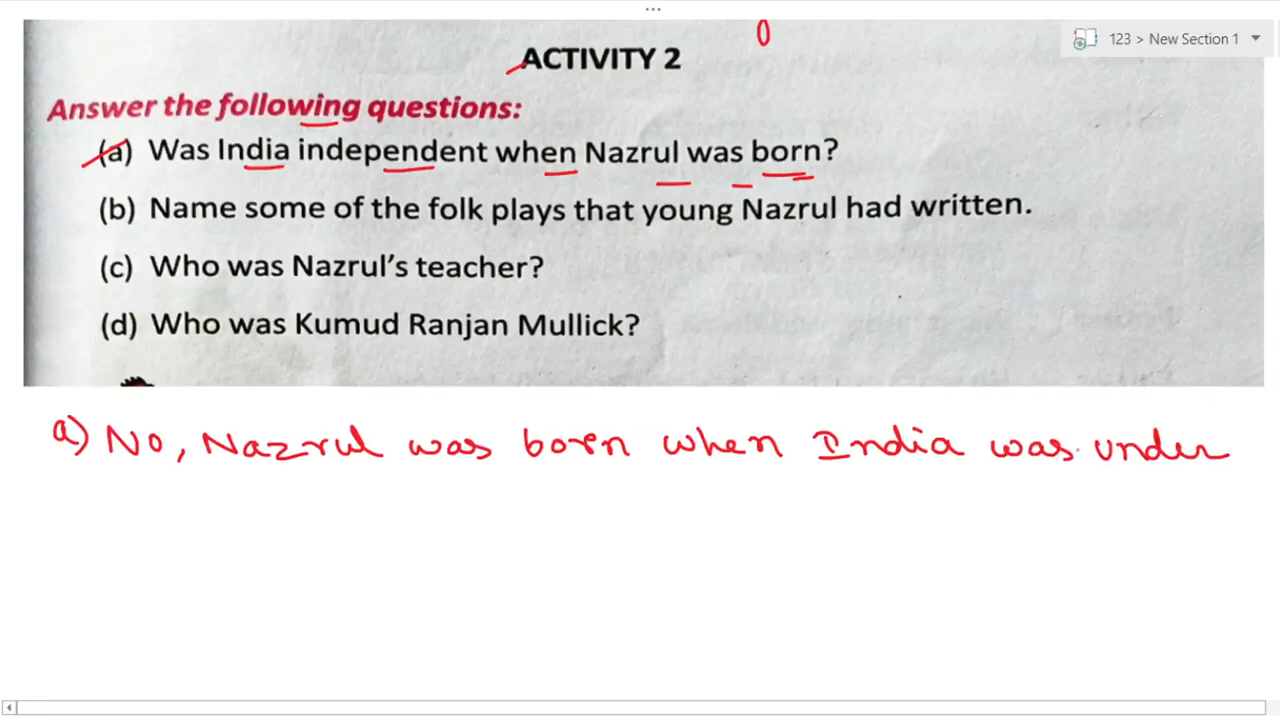 ...
123 > New Section 1
0
ACTIVITY 2
Answer the following questions:
(a) Was India independent when Nazrul was born?
(b) Name some of the folk plays that young Nazrul had written.
(c) Who was Nazrul's teacher?
(d) Who was Kumud Ranjan Mullick?
a) No, Nazrul was born when India was under